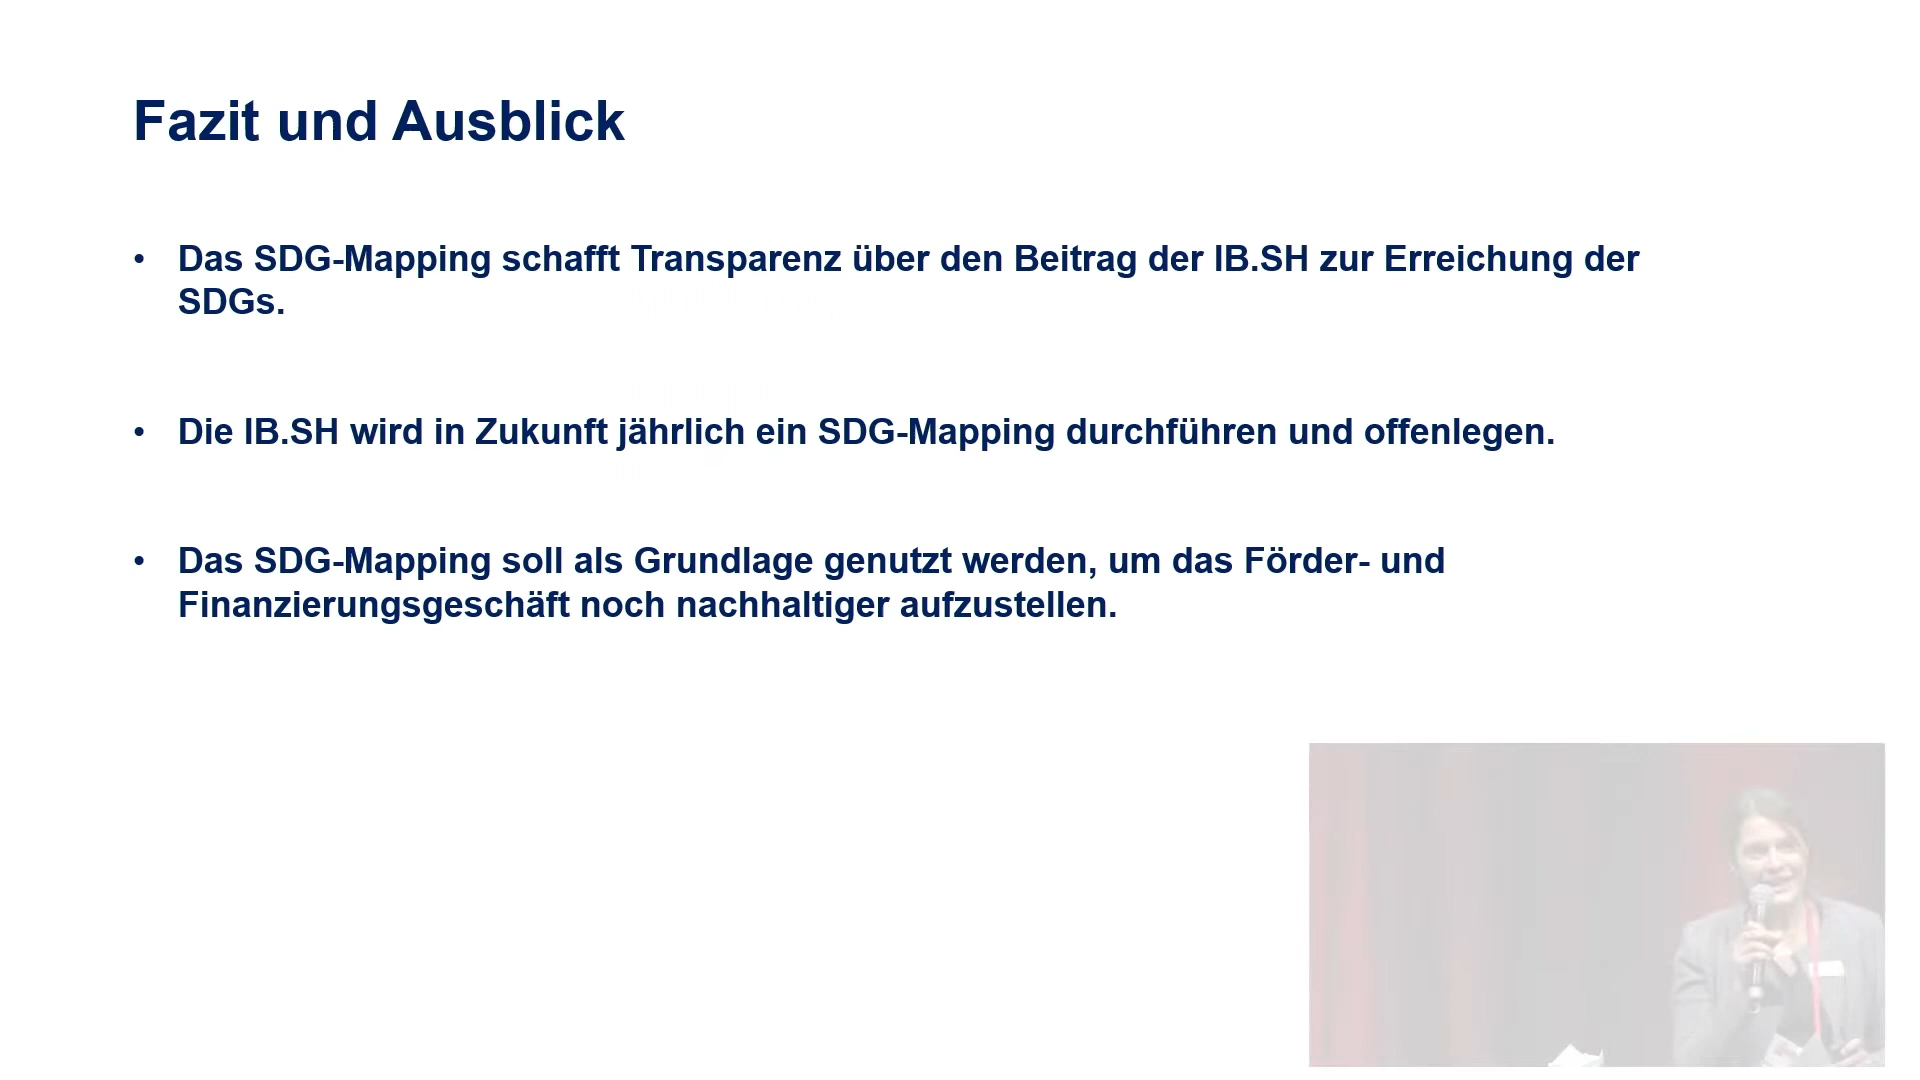 Fazit und Ausblick
• Das SDG-Mapping schafft Transparenz über den Beitrag der IB.SH zur Erreichung der
SDGs.
• Die IB.SH wird in Zukunft jährlich ein SDG-Mapping durchführen und offenlegen.
• Das SDG-Mapping soll als Grundlage genutzt werden, um das Förder- und
Finanzierungsgeschäft noch nachhaltiger aufzustellen.